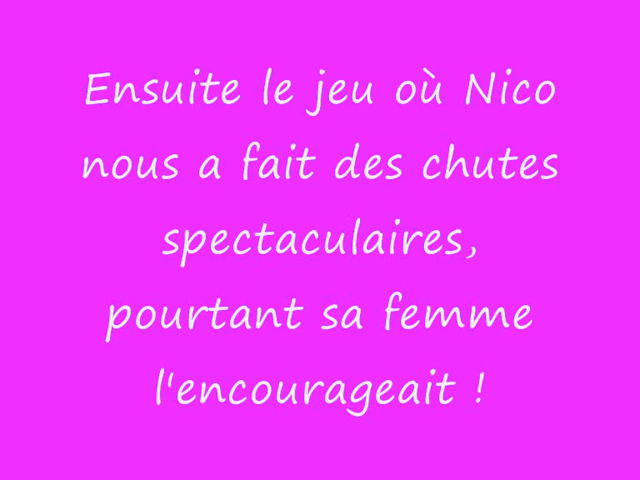 Ensuite le jeu où Nico
nous a fait des chutes
spectaculaires,
pourtant sa femme
l'encourageait !